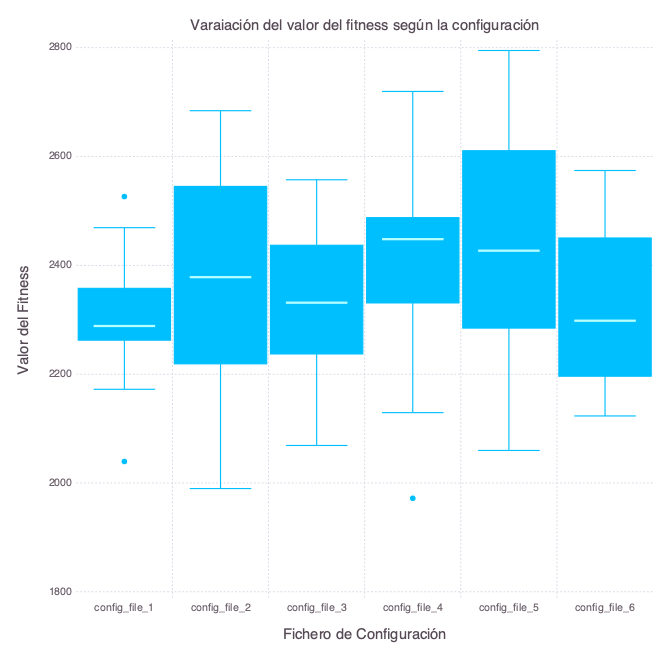 Varaiación del valor del fitness según la configuración
2800
2600
2400
2200
2000
1800
Valor del Fitness
config_file_1 config_file_2 config_file_3 config_file_4 config_file_5 config_file_6
Fichero de Configuración